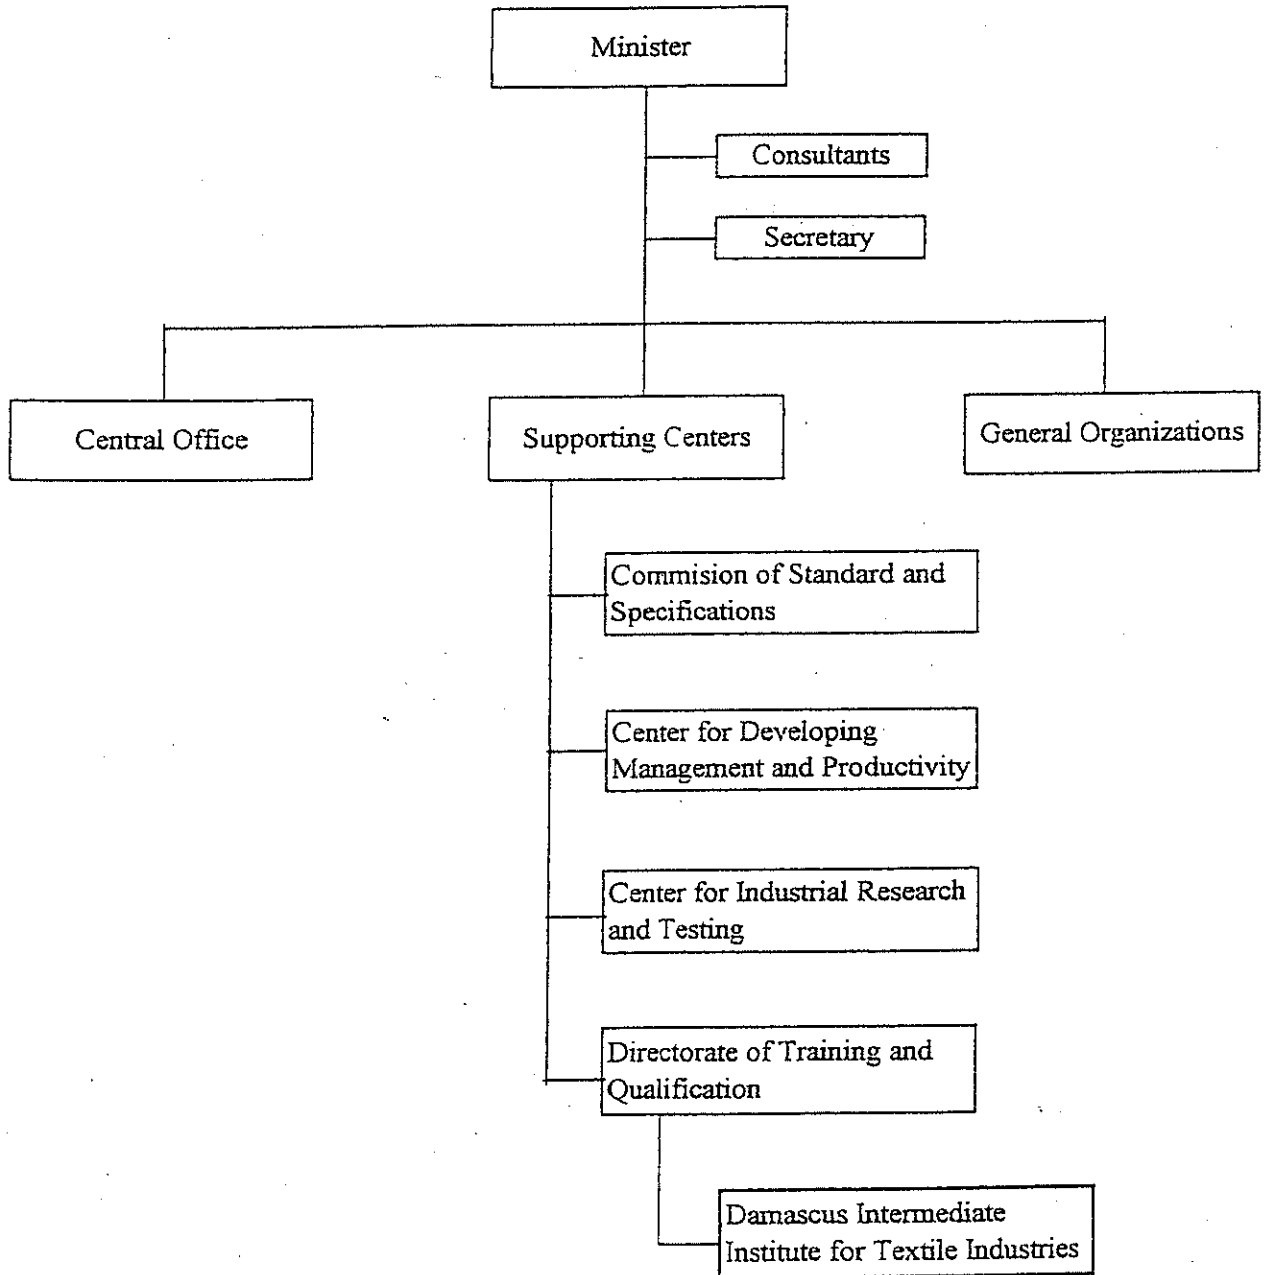 Minister
Consultants
Secretary
Central Office
Supporting Centers
General Organizations
Commision of Standard and
Specifications
Center for Developing
Management and Productivity
Center for Industrial Research
and Testing
Directorate of Training and
Qualification
Damascus Intermediate
Institute for Textile Industries